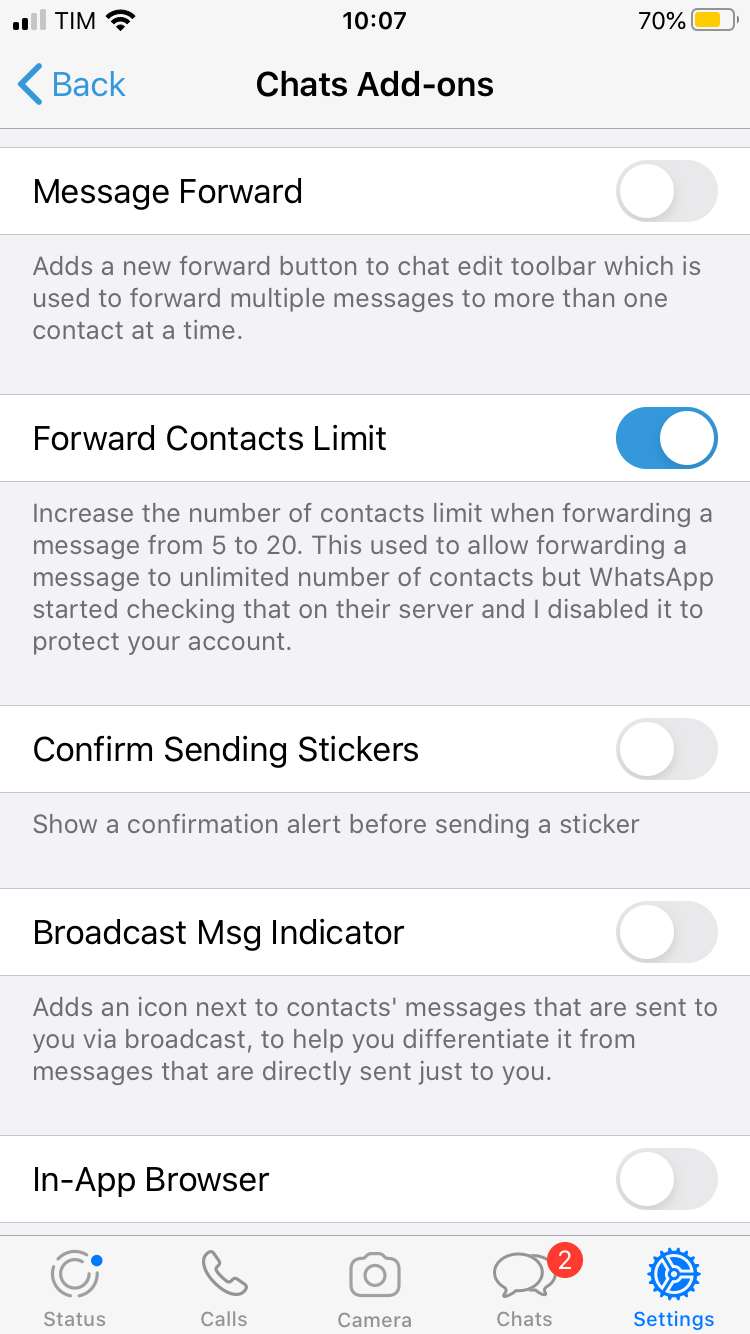 TIM 10:07 70%
Back Chats Add-ons
Message Forward
Adds a new forward button to chat edit toolbar which is
used to forward multiple messages to more than one
contact at a time.
Forward Contacts Limit
Increase the number of contacts limit when forwarding a
message from 5 to 20. This used to allow forwarding a
message to unlimited number of contacts but WhatsApp
started checking that on their server and I disabled it to
protect your account.
Confirm Sending Stickers
Show a confirmation alert before sending a sticker
Broadcast Msg Indicator
Adds an icon next to contacts' messages that are sent to
you via broadcast, to help you differentiate it from
messages that are directly sent just to you.
In-App Browser
2
Status Calls Camera Chats Settings